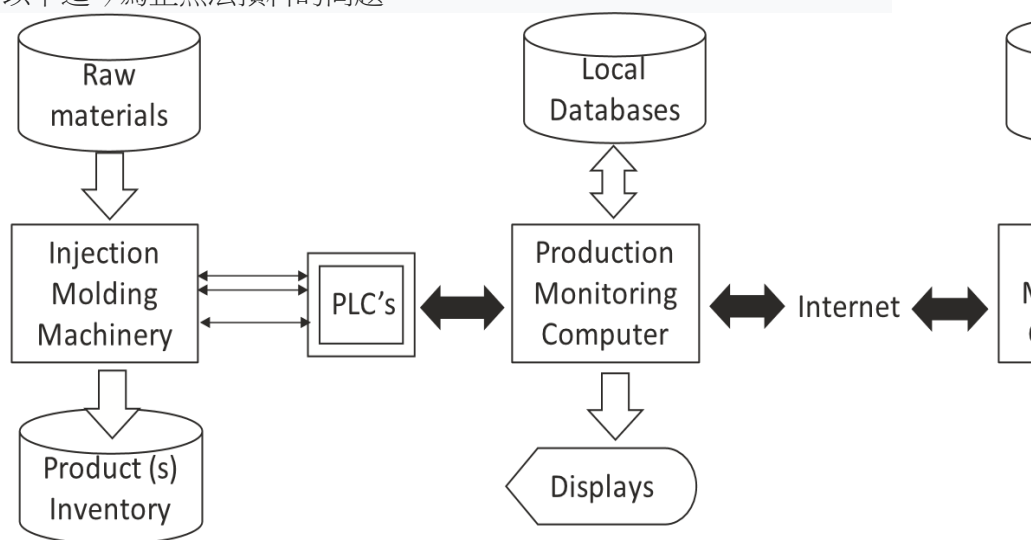 Raw
materials
Local
Databases
Injection
Molding
Machinery
PLC's
Production
Monitoring
Computer
Internet
Product (s)
Inventory
Displays